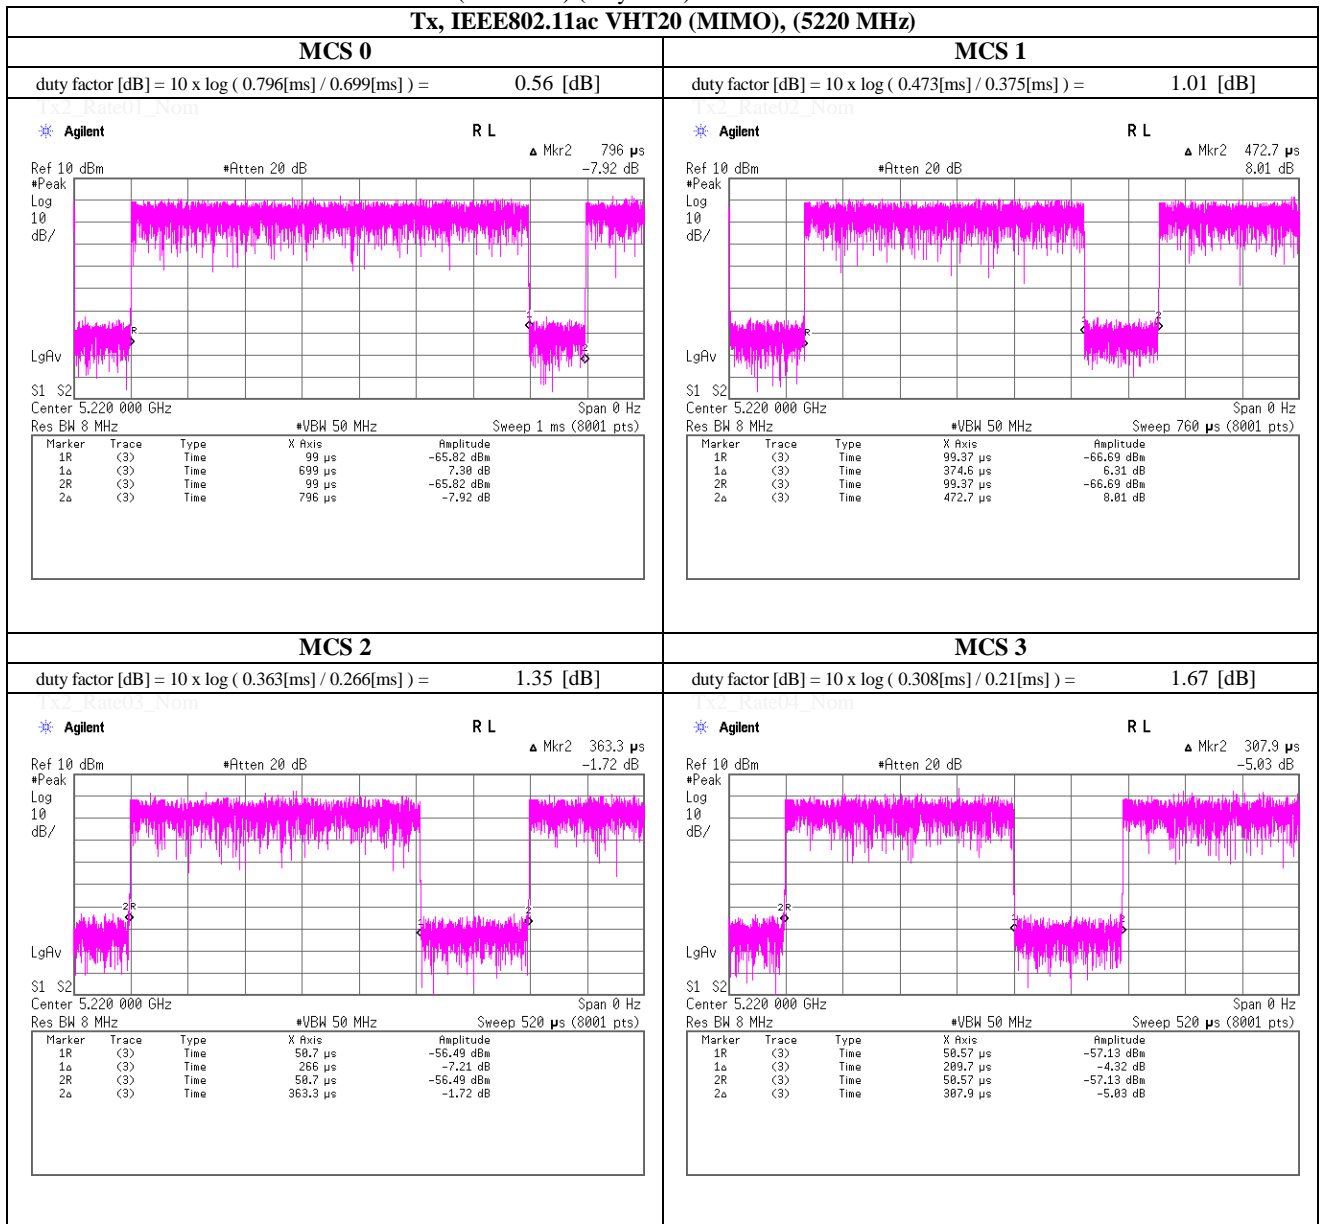 Tx, IEEE802.11ac VHT20 (MIMO), (5220 MHz)
MCS 0
duty factor [dB] = 10 x log ( 0.796[ms] / 0.699[ms] ) = 0.56 [dB]
Tx2_Rate01_Nom
Agilent R L
Δ Mkr2 796 µs
Ref 10 dBm #Atten 20 dB -7.92 dB
#Peak
Log
10
dB/
R
1
2
LgAv
S1 S2
Center 5.220 000 GHz Span 0 Hz
Res BW 8 MHz #VBW 50 MHz Sweep 1 ms (8001 pts)
Marker Trace Type X Axis Amplitude
1R (3) Time 99 µs -65.82 dBm
1Δ (3) Time 699 µs 7.30 dB
2R (3) Time 99 µs -65.82 dBm
2Δ (3) Time 796 µs -7.92 dB
MCS 1
duty factor [dB] = 10 x log ( 0.473[ms] / 0.375[ms] ) = 1.01 [dB]
Tx2_Rate02_Nom
Agilent R L
Δ Mkr2 472.7 µs
Ref 10 dBm #Atten 20 dB 8.01 dB
#Peak
Log
10
dB/
R
1
2
LgAv
S1 S2
Center 5.220 000 GHz Span 0 Hz
Res BW 8 MHz #VBW 50 MHz Sweep 760 µs (8001 pts)
Marker Trace Type X Axis Amplitude
1R (3) Time 99.37 µs -66.69 dBm
1Δ (3) Time 374.6 µs 6.31 dB
2R (3) Time 99.37 µs -66.69 dBm
2Δ (3) Time 472.7 µs 8.01 dB
MCS 2
duty factor [dB] = 10 x log ( 0.363[ms] / 0.266[ms] ) = 1.35 [dB]
Tx2_Rate03_Nom
Agilent R L
Δ Mkr2 363.3 µs
Ref 10 dBm #Atten 20 dB -1.72 dB
#Peak
Log
10
dB/
2R
1
2
LgAv
S1 S2
Center 5.220 000 GHz Span 0 Hz
Res BW 8 MHz #VBW 50 MHz Sweep 520 µs (8001 pts)
Marker Trace Type X Axis Amplitude
1R (3) Time 50.7 µs -56.49 dBm
1Δ (3) Time 266 µs -7.21 dB
2R (3) Time 50.7 µs -56.49 dBm
2Δ (3) Time 363.3 µs -1.72 dB
MCS 3
duty factor [dB] = 10 x log ( 0.308[ms] / 0.21[ms] ) = 1.67 [dB]
Tx2_Rate04_Nom
Agilent R L
Δ Mkr2 307.9 µs
Ref 10 dBm #Atten 20 dB -5.03 dB
#Peak
Log
10
dB/
2R
1
2
LgAv
S1 S2
Center 5.220 000 GHz Span 0 Hz
Res BW 8 MHz #VBW 50 MHz Sweep 520 µs (8001 pts)
Marker Trace Type X Axis Amplitude
1R (3) Time 50.57 µs -57.13 dBm
1Δ (3) Time 209.7 µs -4.32 dB
2R (3) Time 50.57 µs -57.13 dBm
2Δ (3) Time 307.9 µs -5.03 dB